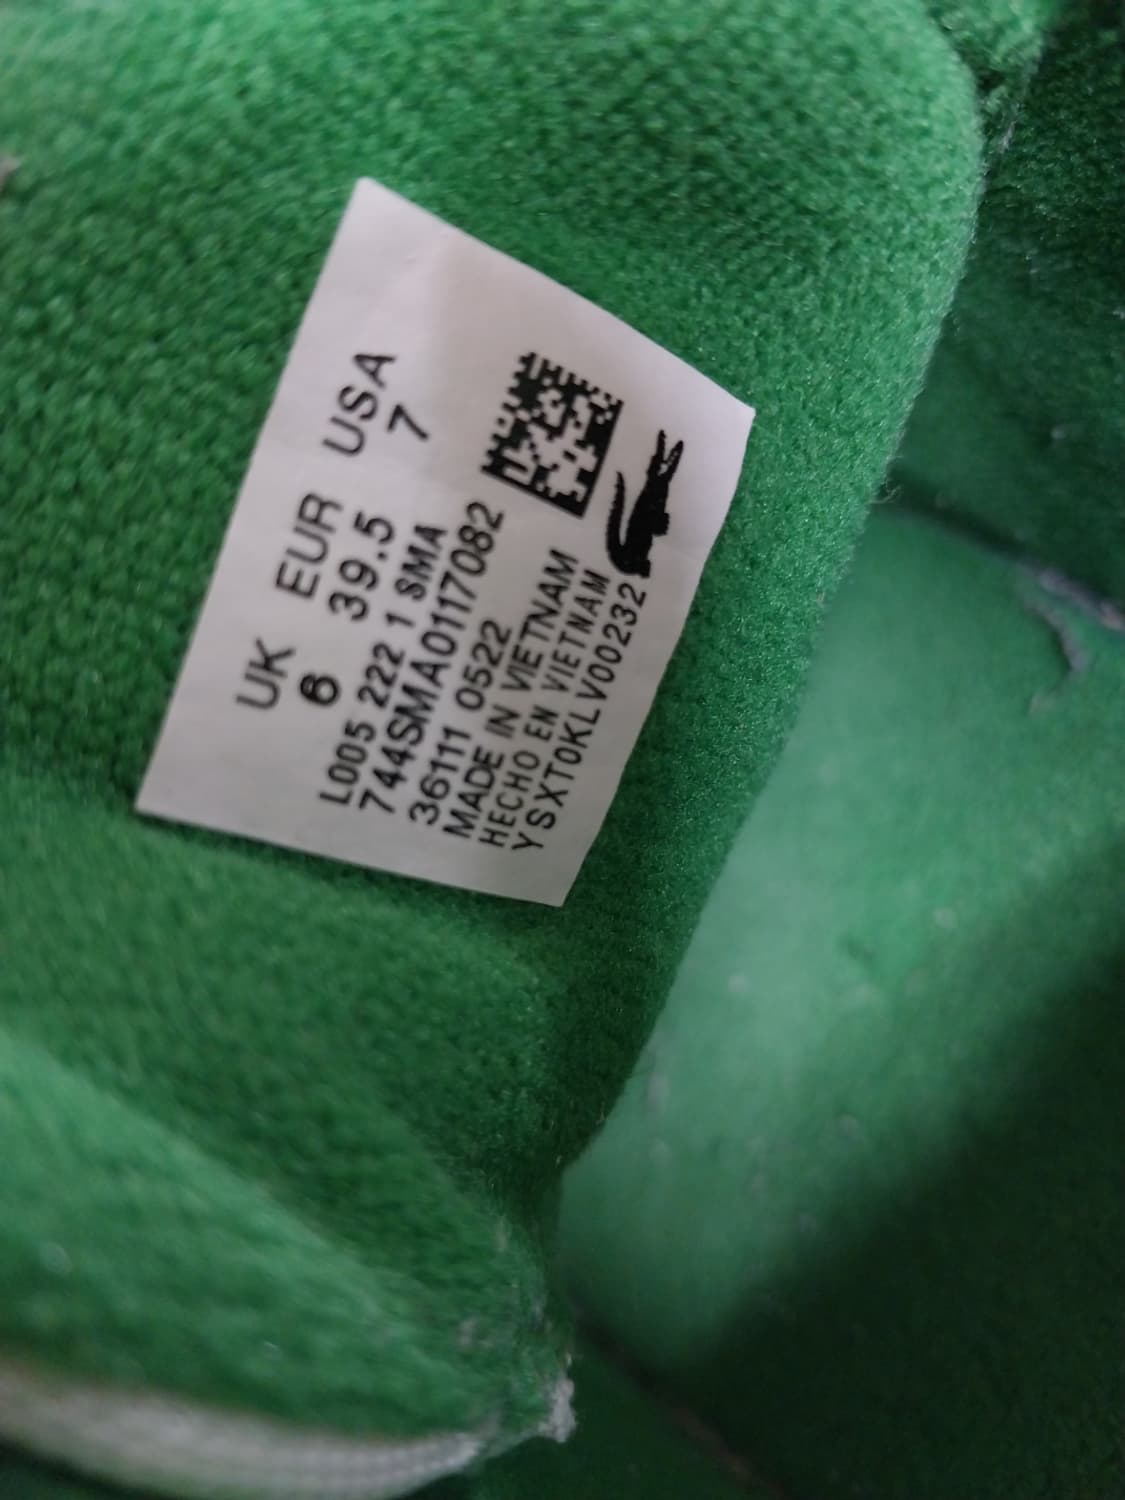 UK EUR USA
6 39.5 7
L005 222 1 SMA
744SMA0117082
36111 0522
MADE IN VIETNAM
HECHO EN VIETNAM
YSXT0KLV00232